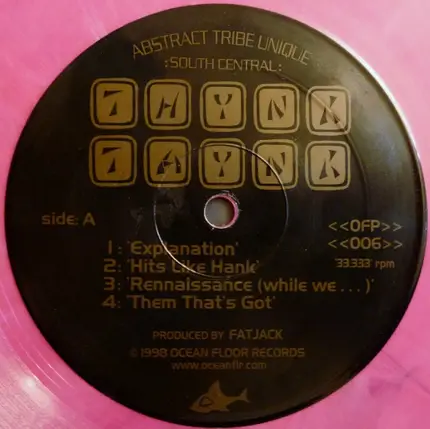 ABSTRACT TRIBE UNIQUE
:SOUTH CENTRAL:
THYNX
TAYNK
side: A
<<OFP>>
<<006>>
'33.333' rpm
1: 'Explanation'
2: 'Hits Like Hank'
3: 'Rennaissance (while we . . . )'
4: 'Them That's Got'
PRODUCED BY FATJACK
© 1998 OCEAN FLOOR RECORDS
www.oceanflr.com